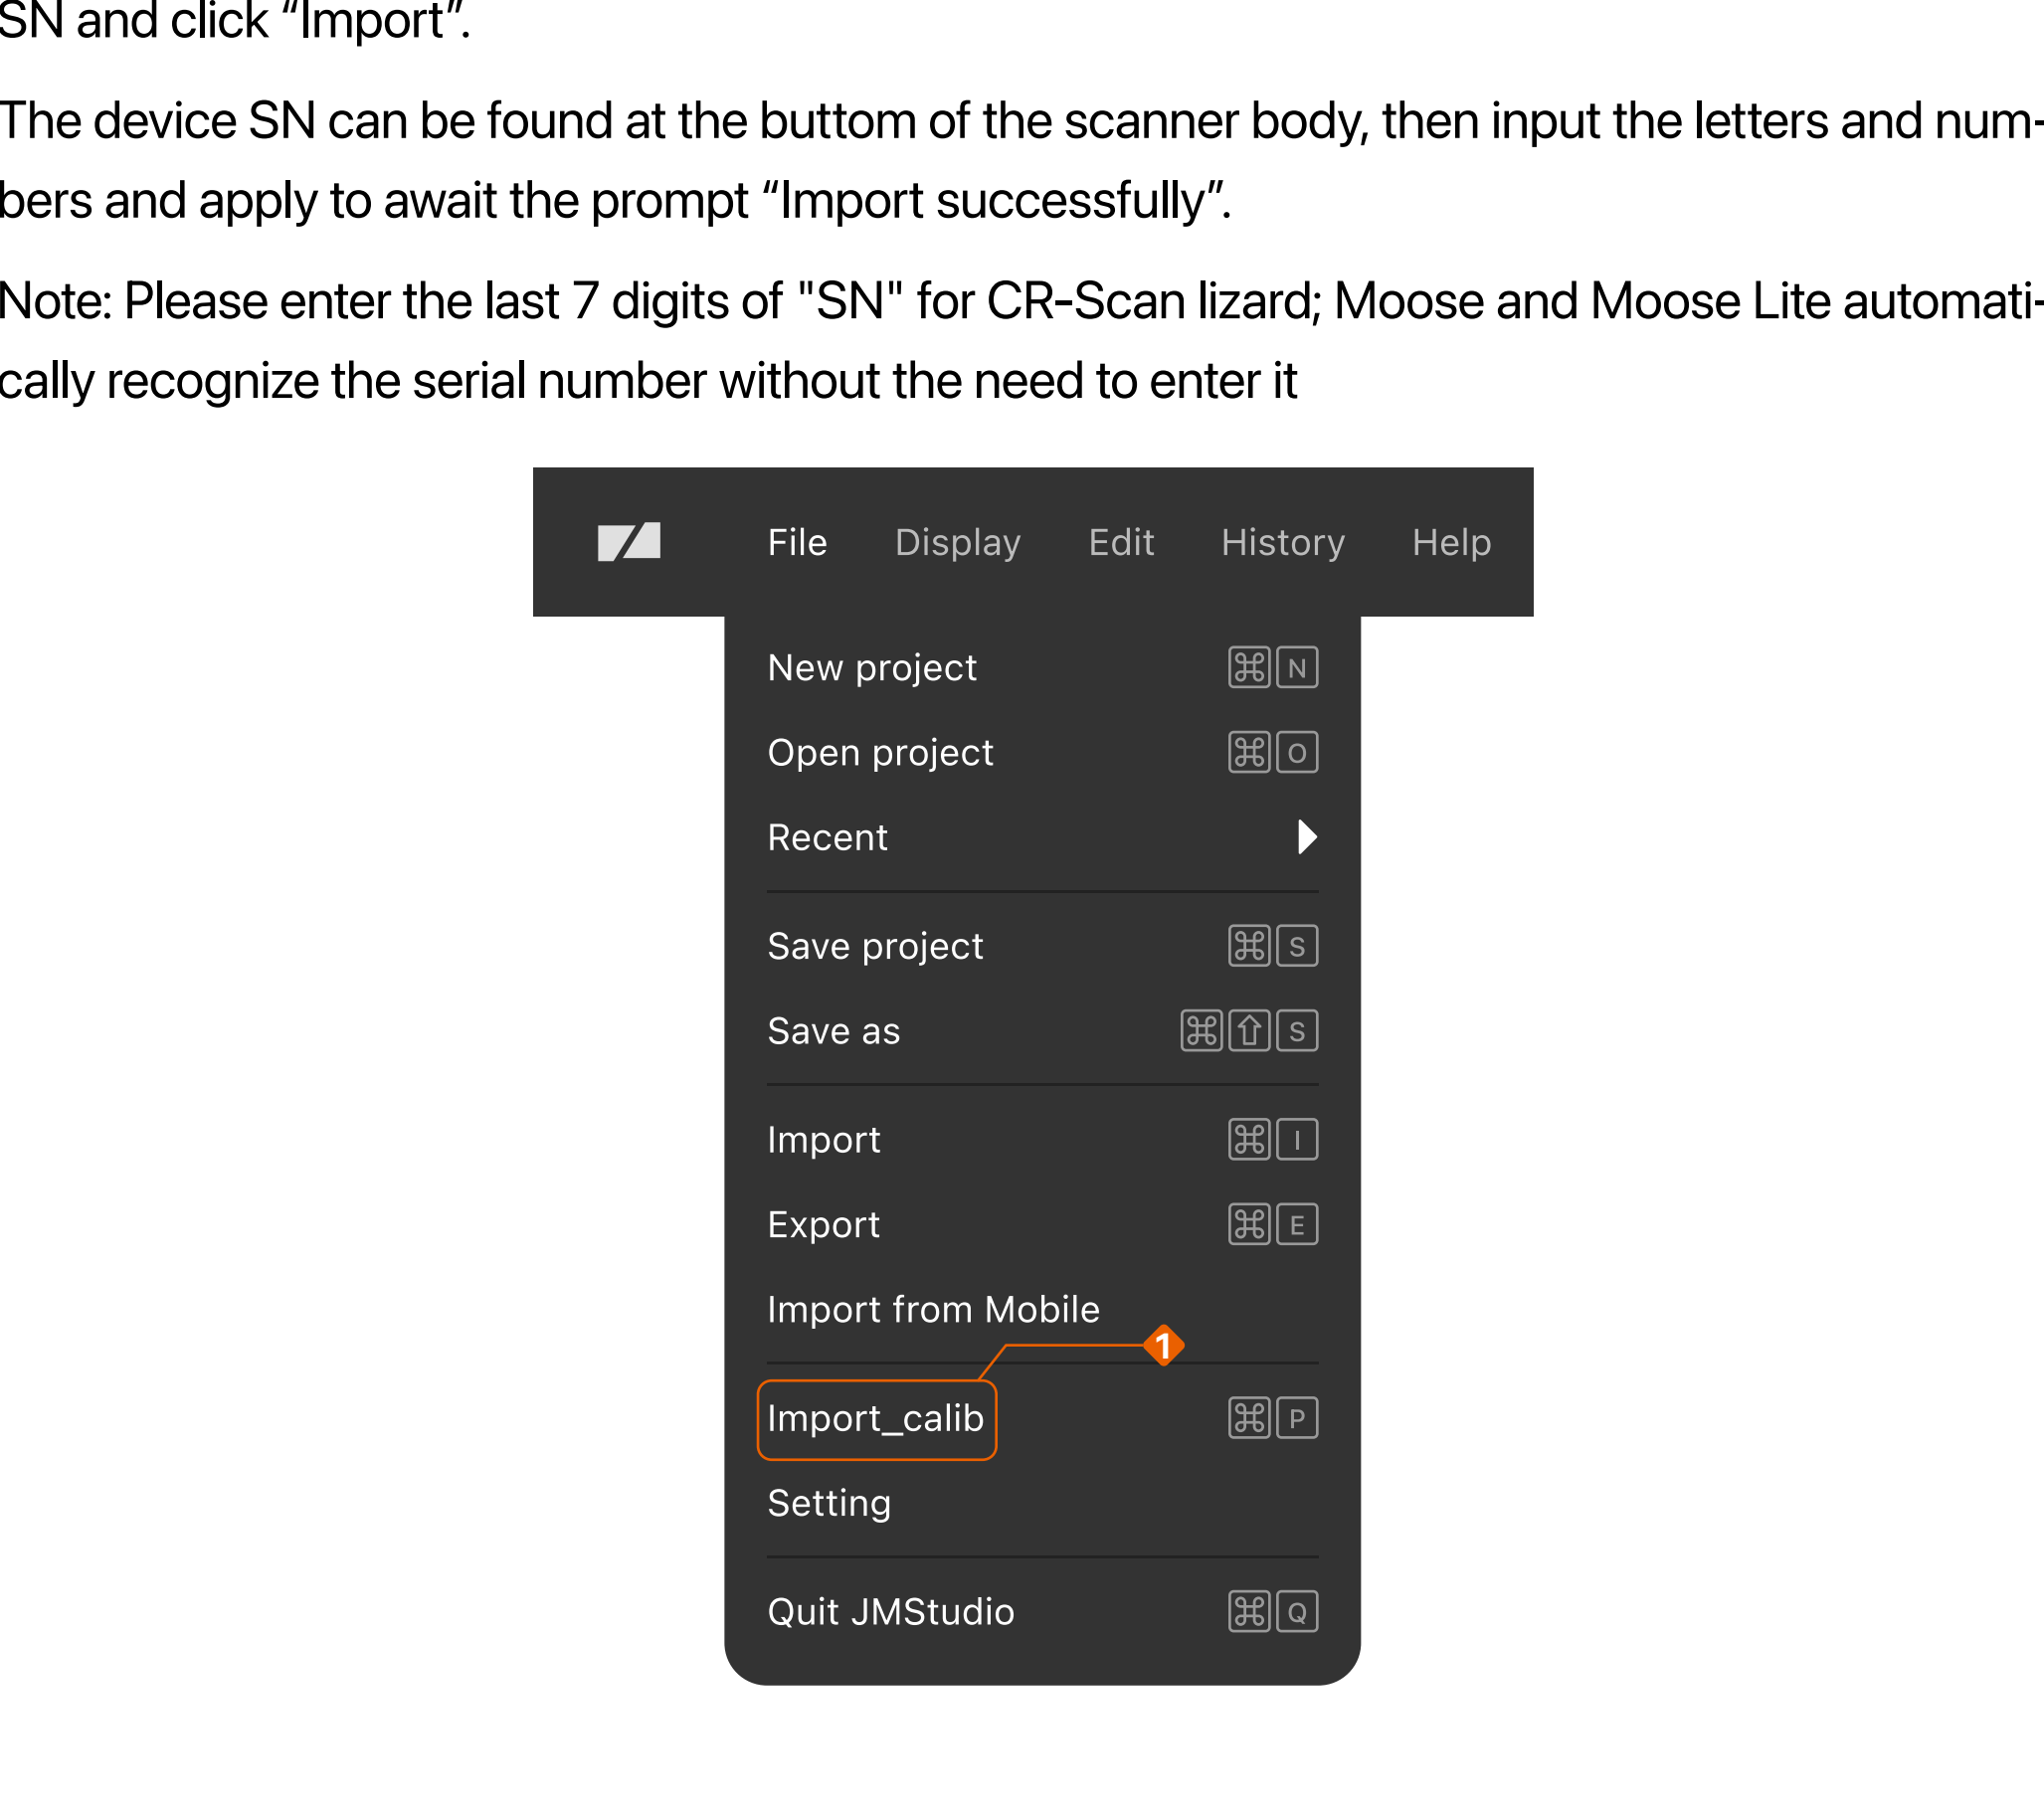 SN and click “Import”.
The device SN can be found at the buttom of the scanner body, then input the letters and num-
bers and apply to await the prompt “Import successfully”.
Note: Please enter the last 7 digits of "SN" for CR-Scan lizard; Moose and Moose Lite automati-
cally recognize the serial number without the need to enter it
File Display Edit History Help
New project ⌘ N
Open project ⌘ O
Recent
Save project ⌘ S
Save as ⌘ ⇧ S
Import ⌘ I
Export ⌘ E
Import from Mobile
1
Import_calib ⌘ P
Setting
Quit JMStudio ⌘ Q